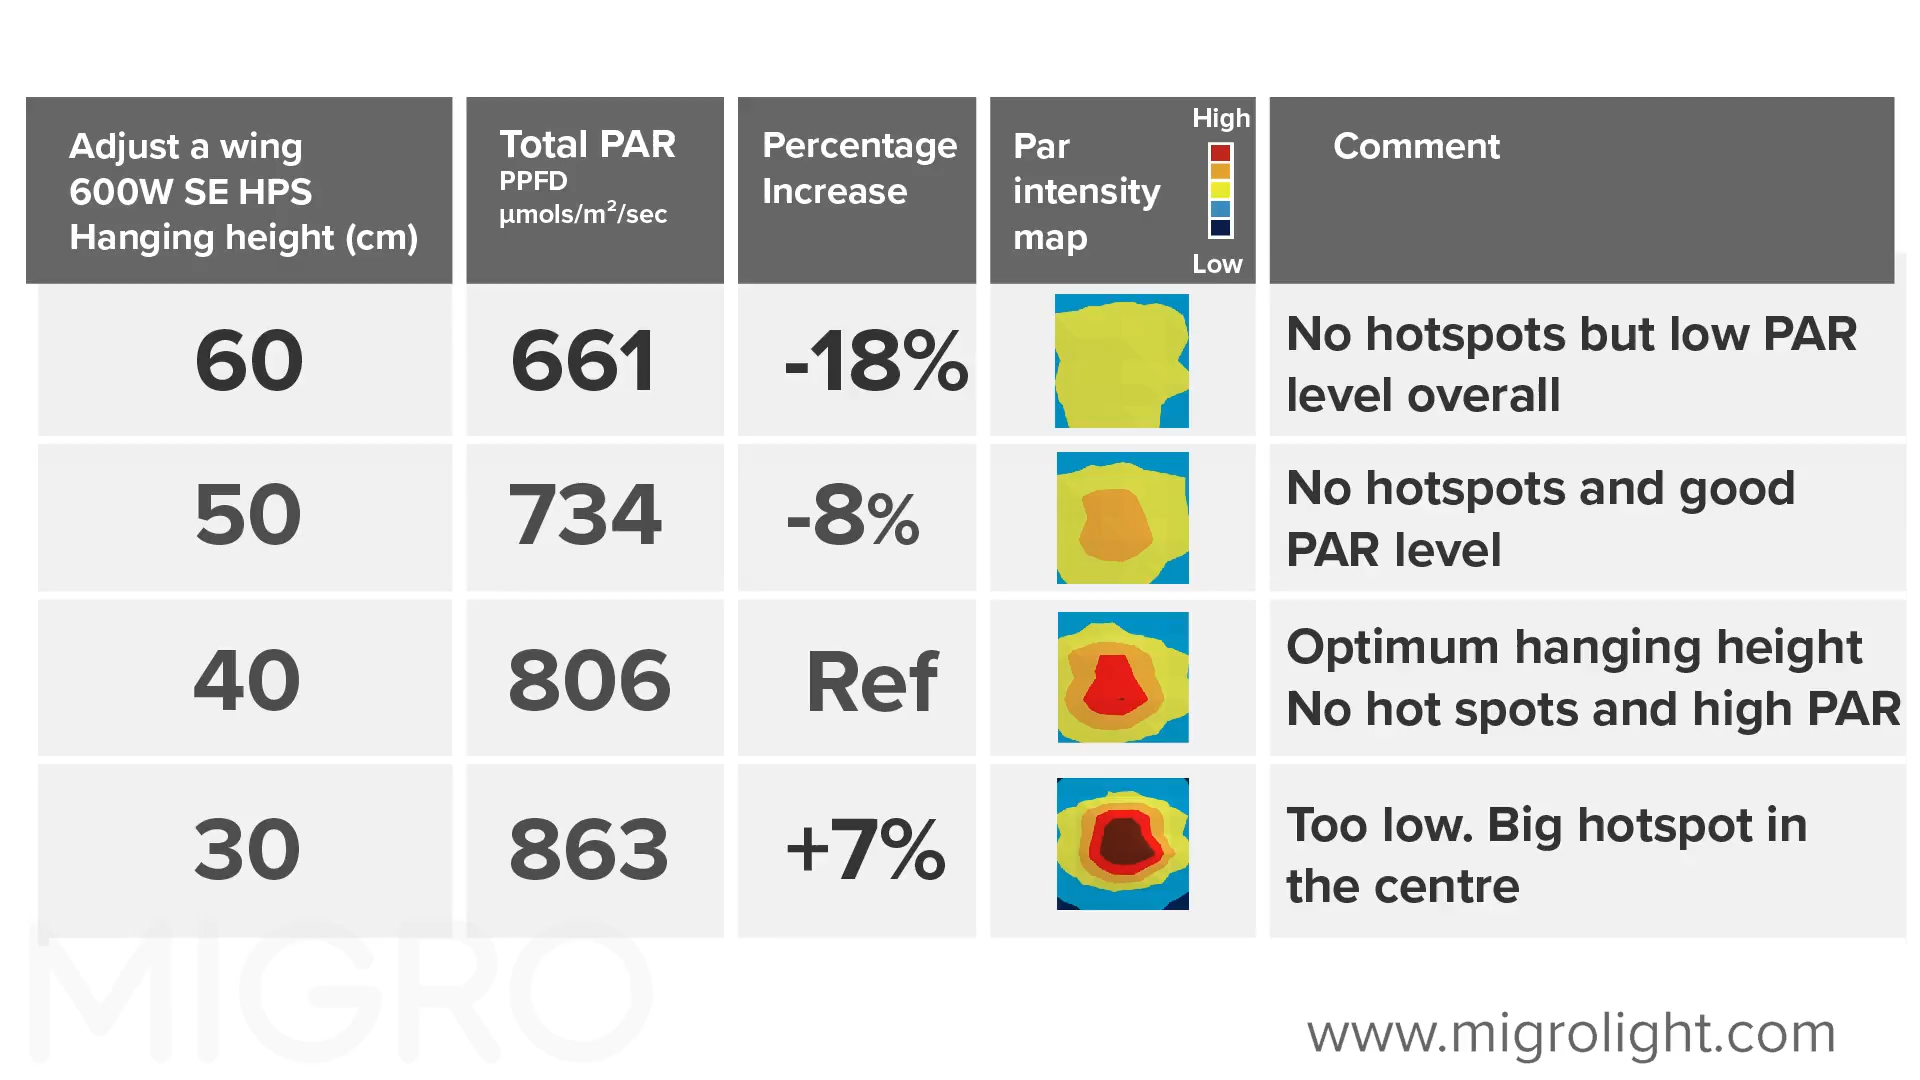 Adjust a wing
600W SE HPS
Hanging height (cm)
Total PAR
PPFD
µmols/m²/sec
Percentage
Increase
Par
intensity
map
High
Low
Comment
60
661
-18%
No hotspots but low PAR
level overall
50
734
-8%
No hotspots and good
PAR level
40
806
Ref
Optimum hanging height
No hot spots and high PAR
30
863
+7%
Too low. Big hotspot in
the centre
MIGRO
www.migrolight.com